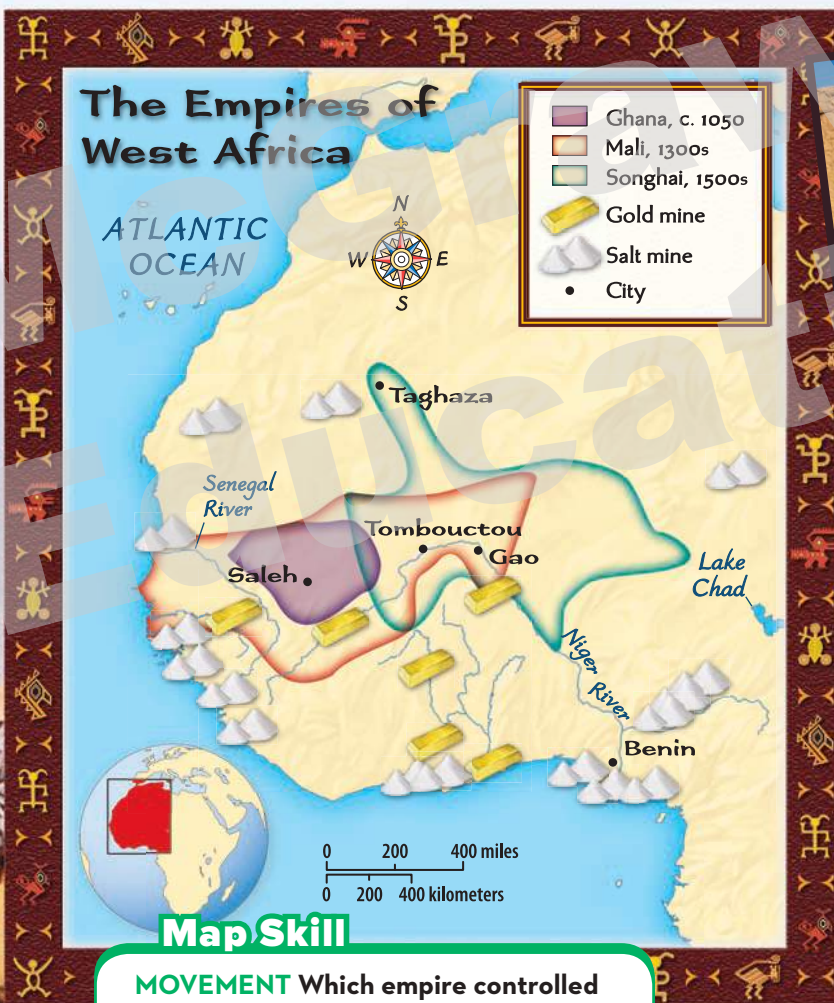 The Empires of
West Africa
Ghana, c. 1050
Mali, 1300s
Songhai, 1500s
Gold mine
Salt mine
City
ATLANTIC
OCEAN
N
W
E
S
Taghaza
Senegal
River
Tombouctou
Gao
Saleh
Lake
Chad
Niger
River
Benin
0 200 400 miles
0 200 400 kilometers
Map Skill
MOVEMENT Which empire controlled
McGraw
Educat